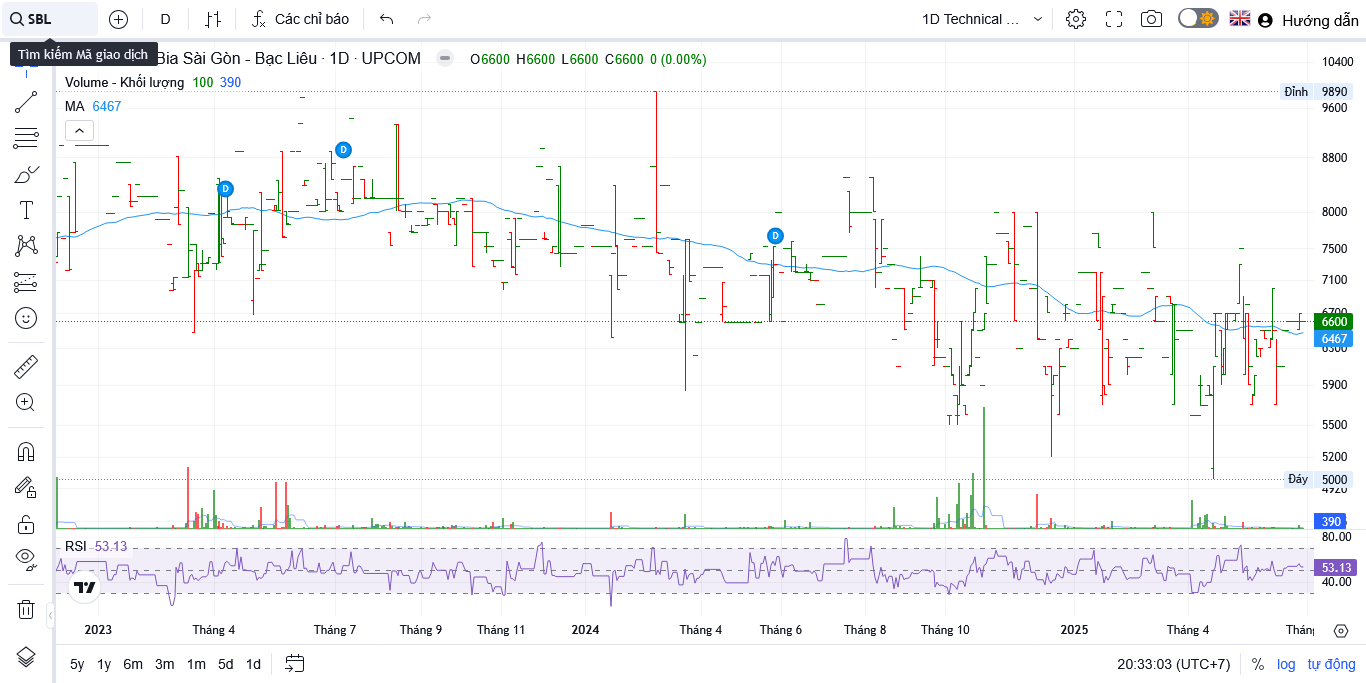 SBL
D
Các chỉ báo
1D Technical ...
Hướng dẫn
Tìm kiếm Mã giao dịch
Bia Sài Gòn - Bạc Liêu · 1D · UPCOM
O6600 H6600 L6600 C6600 0 (0.00%)
Volume - Khối lượng 100 390
MA 6467
10400
Đỉnh 9890
9600
8800
8000
7500
7100
6700
6600
6467
6300
5900
5500
5200
Đáy 5000
4920
390
D
D
D
RSI 53.13
80.00
53.13
40.00
2023 Tháng 4 Tháng 7 Tháng 9 Tháng 11 2024 Tháng 4 Tháng 6 Tháng 8 Tháng 10 2025 Tháng 4 Tháng
5y 1y 6m 3m 1m 5d 1d
20:33:03 (UTC+7) % log tự động